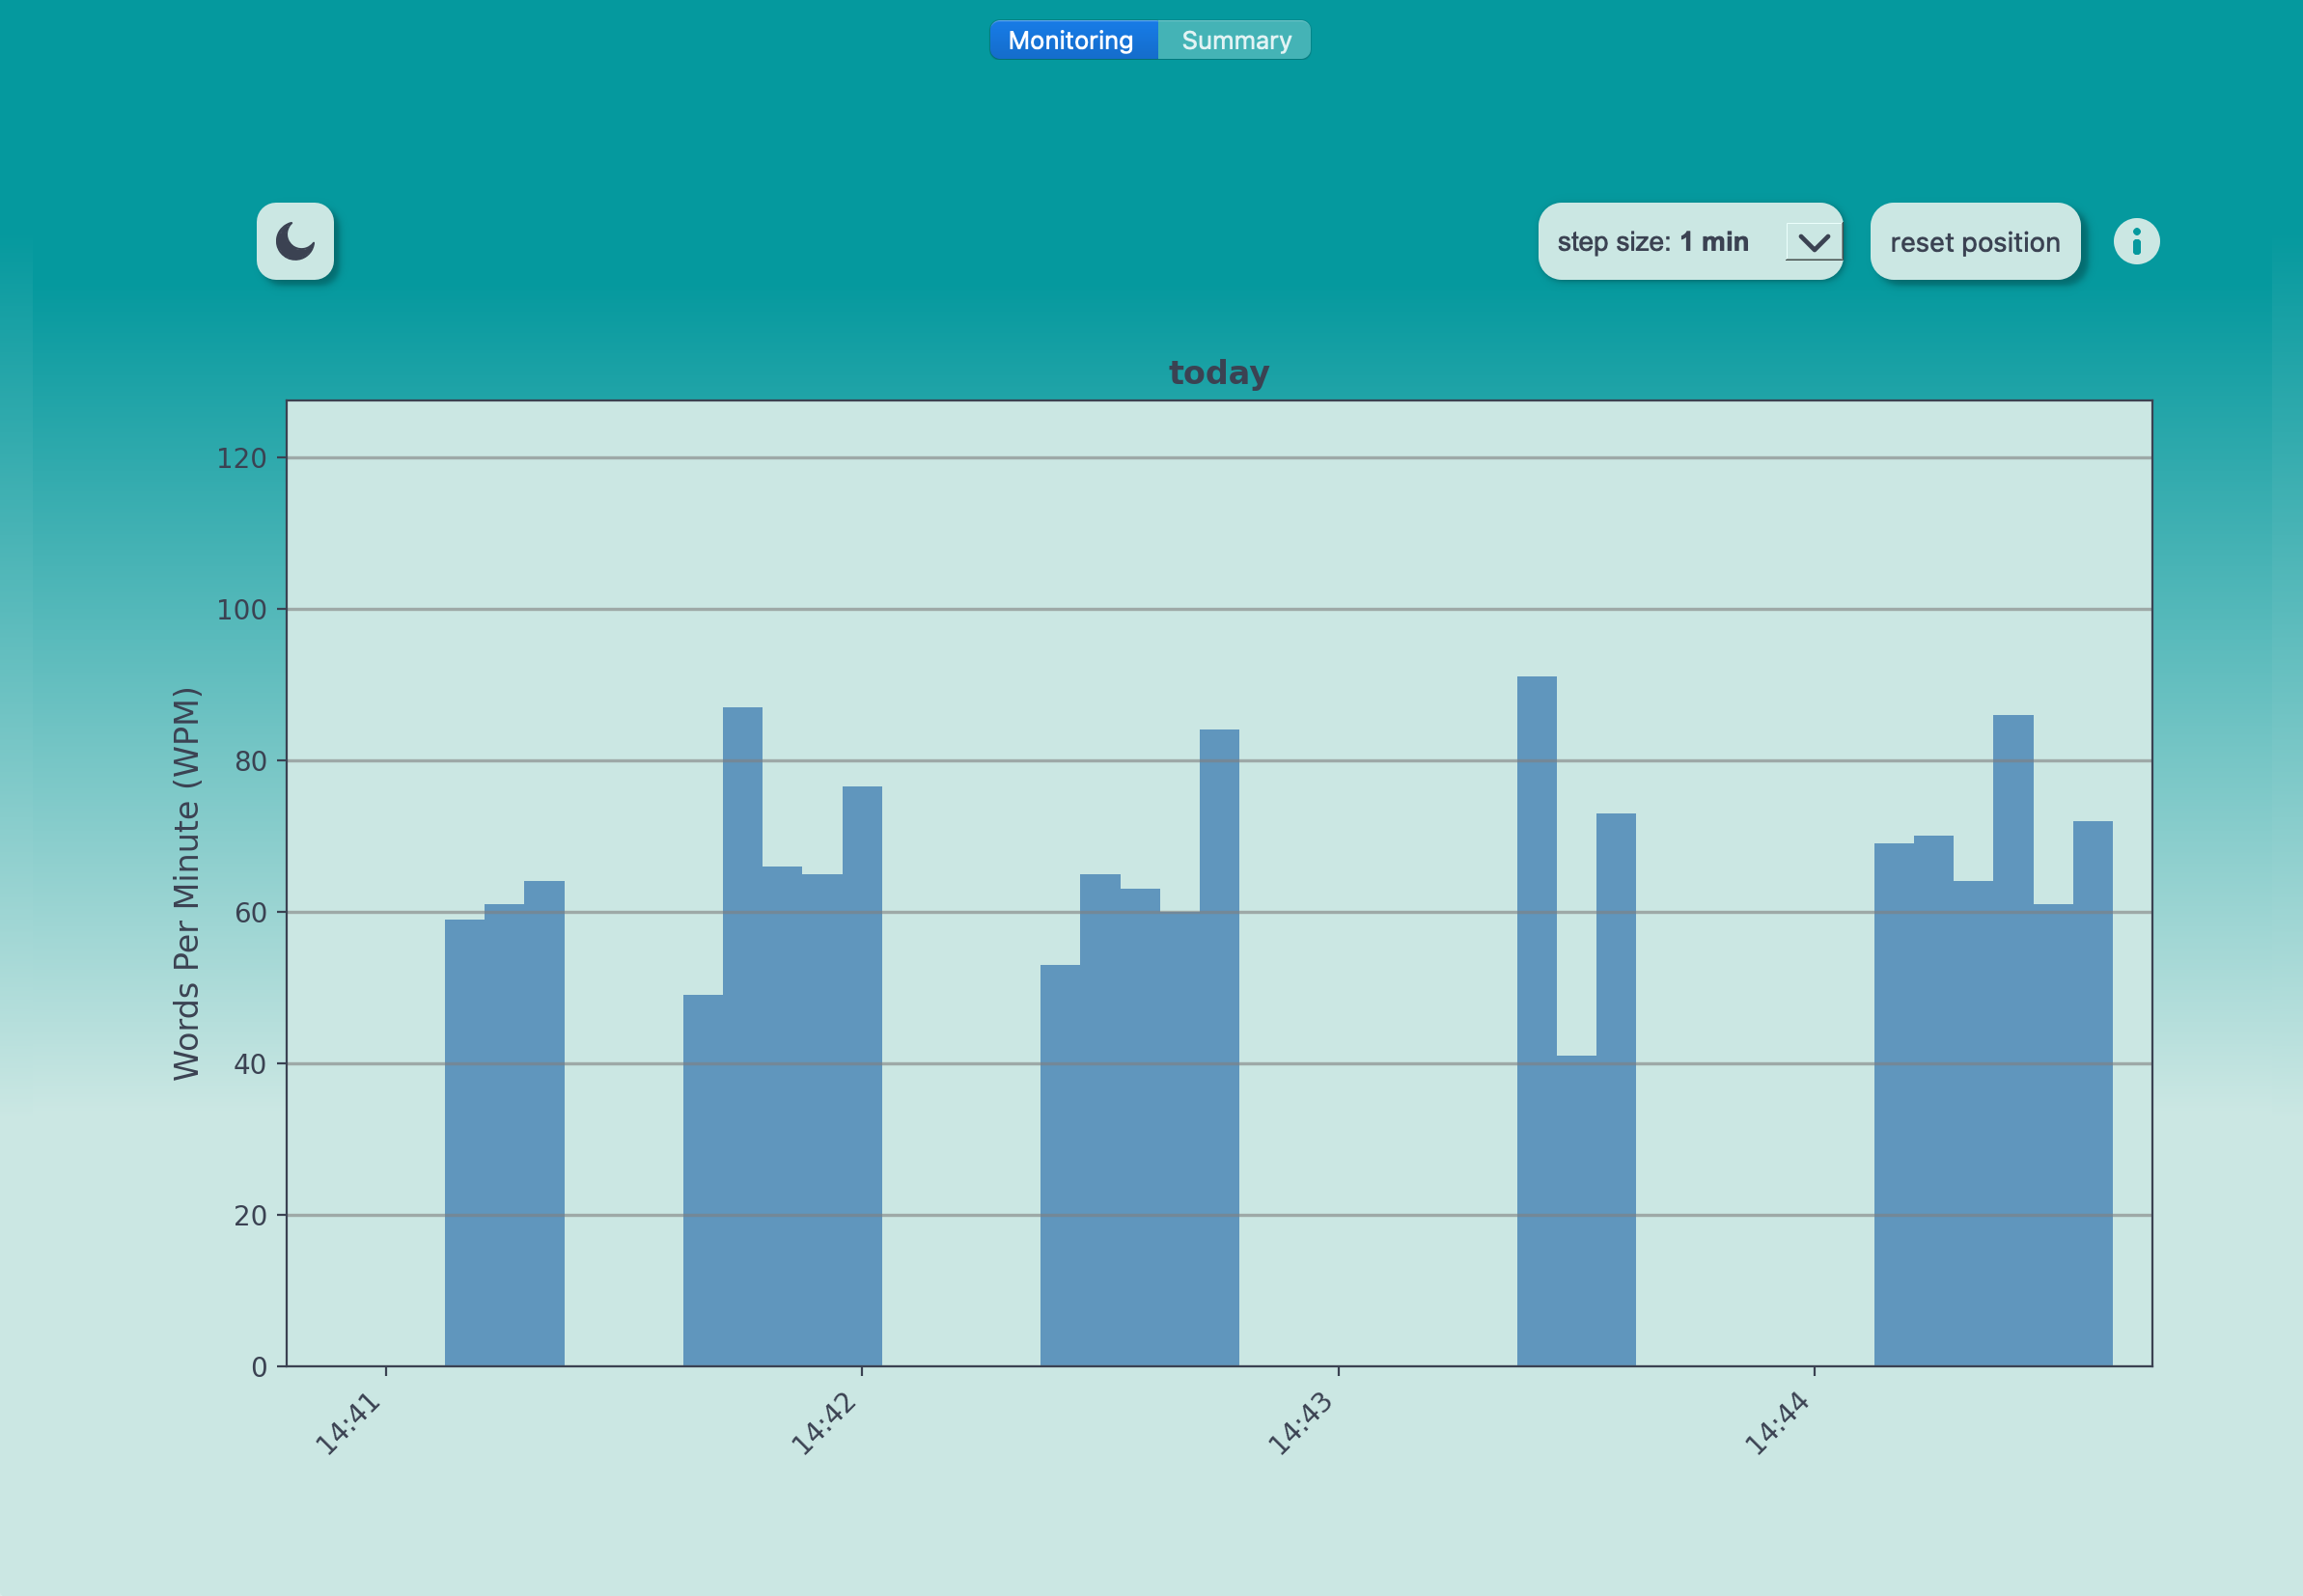 Monitoring Summary
step size: 1 min
reset position
today
Words Per Minute (WPM)
120
100
80
60
40
20
0
14:41
14:42
14:43
14:44